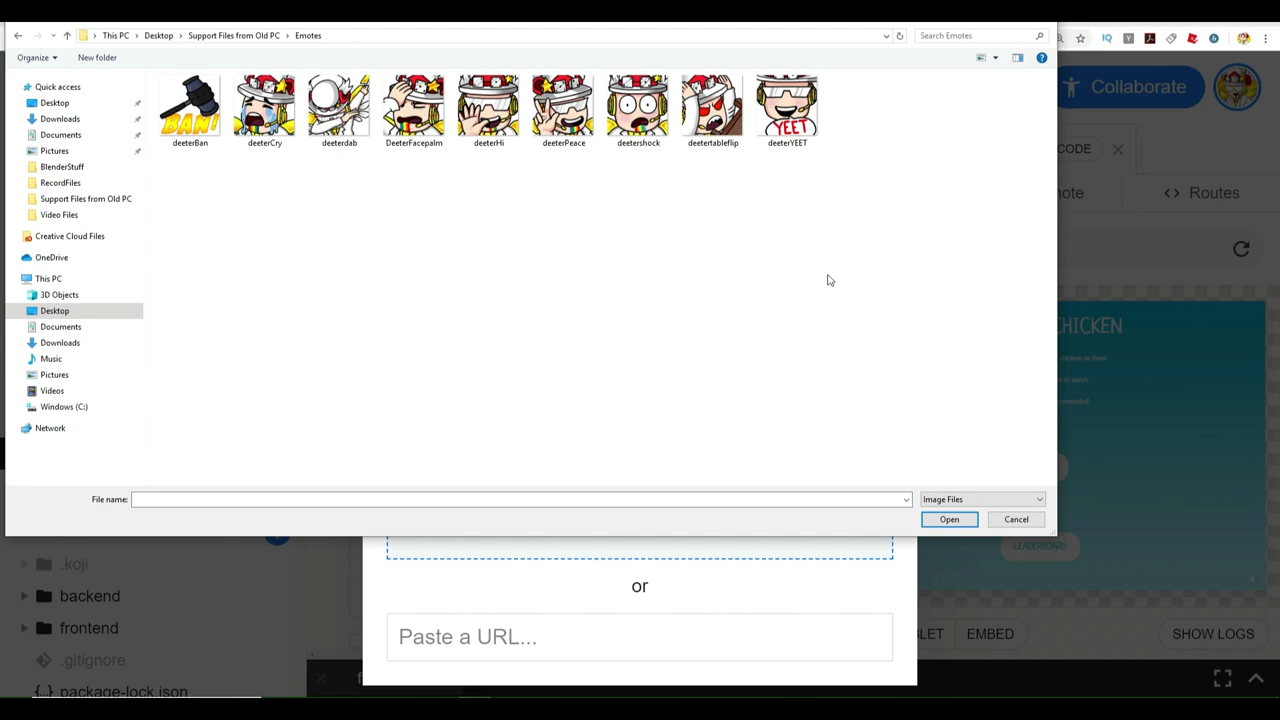 This PC
Desktop
Support Files from Old PC
Emotes
Search Emotes
Organize
New folder
Quick access
Desktop
Downloads
Documents
Pictures
BlenderStuff
RecordFiles
Support Files from Old PC
Video Files
Creative Cloud Files
OneDrive
This PC
3D Objects
Desktop
Documents
Downloads
Music
Pictures
Videos
Windows (C:)
Network
BAN!
YEET
deeterBan
deeterCry
deeterdab
DeeterFacepalm
deeterHi
deeterPeace
deetershock
deetertableflip
deeterYEET
File name:
Image Files
Open
Cancel
Collaborate
CODE
Routes
CHICKEN
LEADERBOARD
or
Paste a URL...
.koji
backend
frontend
.gitignore
package-lock.json
EMBED
SHOW LOGS